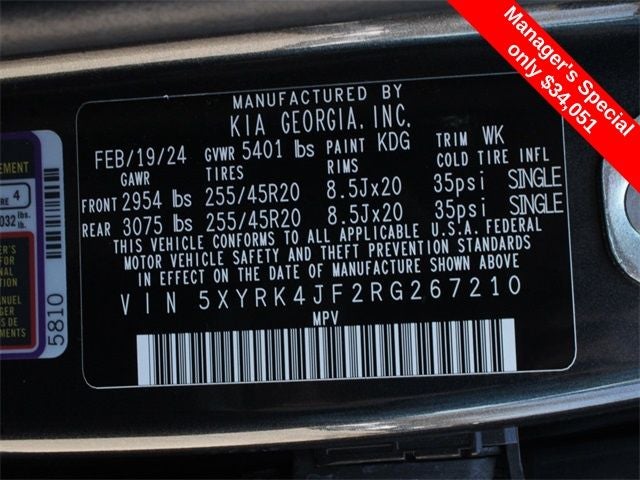 Manager's Special
only $34,051
MANUFACTURED BY
KIA GEORGIA, INC.
FEB/19/24 GVWR 5401 lbs PAINT KDG TRIM WK
GAWR TIRES RIMS COLD TIRE INFL
FRONT 2954 lbs 255/45R20 8.5Jx20 35psi SINGLE
REAR 3075 lbs 255/45R20 8.5Jx20 35psi SINGLE
THIS VEHICLE CONFORMS TO ALL APPLICABLE U.S.A. FEDERAL
MOTOR VEHICLE SAFETY AND THEFT PREVENTION STANDARDS
IN EFFECT ON THE DATE OF MANUFACTURE SHOWN ABOVE
VIN 5XYRK4JF2RG267210
MPV
5810
4
lbs.